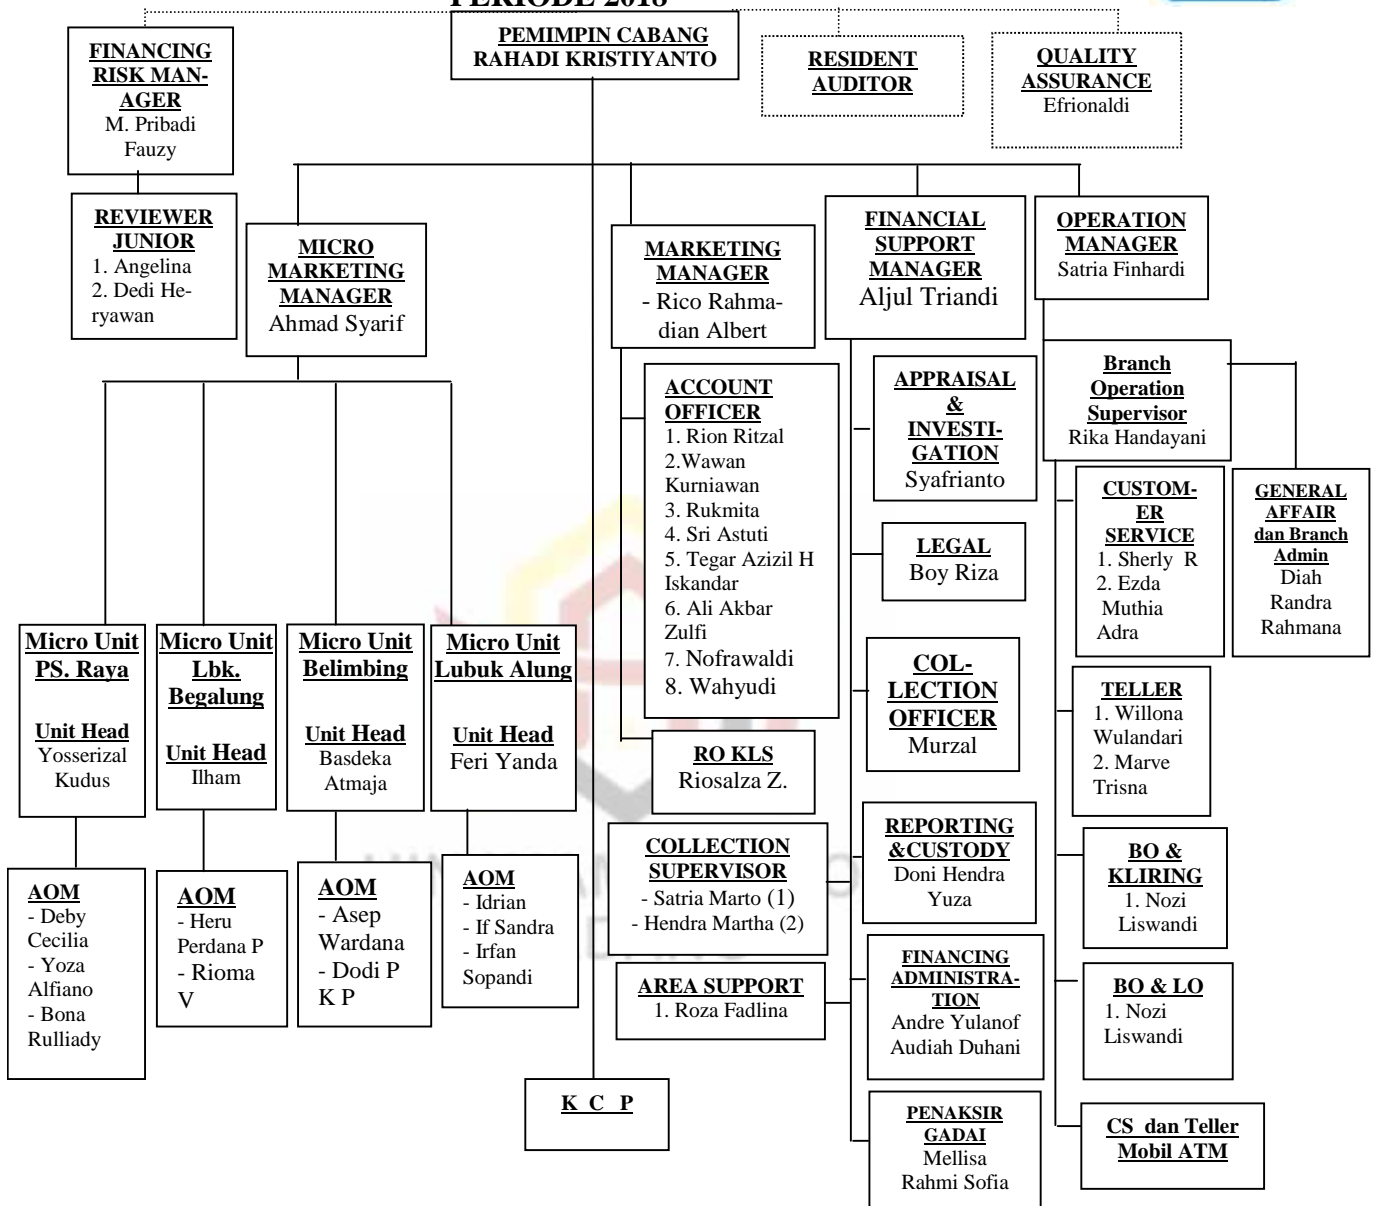 PERIODE 2018
PEMIMPIN CABANG
RAHADI KRISTIYANTO
FINANCING
RISK MAN-
AGER
M. Pribadi
Fauzy
RESIDENT
AUDITOR
QUALITY
ASSURANCE
Efrionaldi
REVIEWER
JUNIOR
1. Angelina
2. Dedi He-
ryawan
MICRO
MARKETING
MANAGER
Ahmad Syarif
MARKETING
MANAGER
- Rico Rahma-
dian Albert
FINANCIAL
SUPPORT
MANAGER
Aljul Triandi
OPERATION
MANAGER
Satria Finhardi
Branch
Operation
Supervisor
Rika Handayani
ACCOUNT
OFFICER
1. Rion Ritzal
2.Wawan
Kurniawan
3. Rukmita
4. Sri Astuti
5. Tegar Azizil H
Iskandar
6. Ali Akbar
Zulfi
7. Nofrawaldi
8. Wahyudi
APPRAISAL
&
INVESTI-
GATION
Syafrianto
CUSTOM-
ER
SERVICE
1. Sherly R
2. Ezda
Muthia
Adra
GENERAL
AFFAIR
dan Branch
Admin
Diah
Randra
Rahmana
LEGAL
Boy Riza
Micro Unit
PS. Raya
Unit Head
Yosserizal
Kudus
Micro Unit
Lbk.
Begalung
Unit Head
Ilham
Micro Unit
Belimbing
Unit Head
Basdeka
Atmaja
Micro Unit
Lubuk Alung
Unit Head
Feri Yanda
COL-
LECTION
OFFICER
Murzal
TELLER
1. Willona
Wulandari
2. Marve
Trisna
RO KLS
Riosalza Z.
COLLECTION
SUPERVISOR
- Satria Marto (1)
- Hendra Martha (2)
REPORTING
&CUSTODY
Doni Hendra
Yuza
BO &
KLIRING
1. Nozi
Liswandi
AOM
- Deby
Cecilia
- Yoza
Alfiano
- Bona
Rulliady
AOM
- Heru
Perdana P
- Rioma
V
AOM
- Asep
Wardana
- Dodi P
K P
AOM
- Idrian
- If Sandra
- Irfan
Sopandi
AREA SUPPORT
1. Roza Fadlina
FINANCING
ADMINISTRA-
TION
Andre Yulanof
Audiah Duhani
BO & LO
1. Nozi
Liswandi
K C P
PENAKSIR
GADAI
Mellisa
Rahmi Sofia
CS dan Teller
Mobil ATM